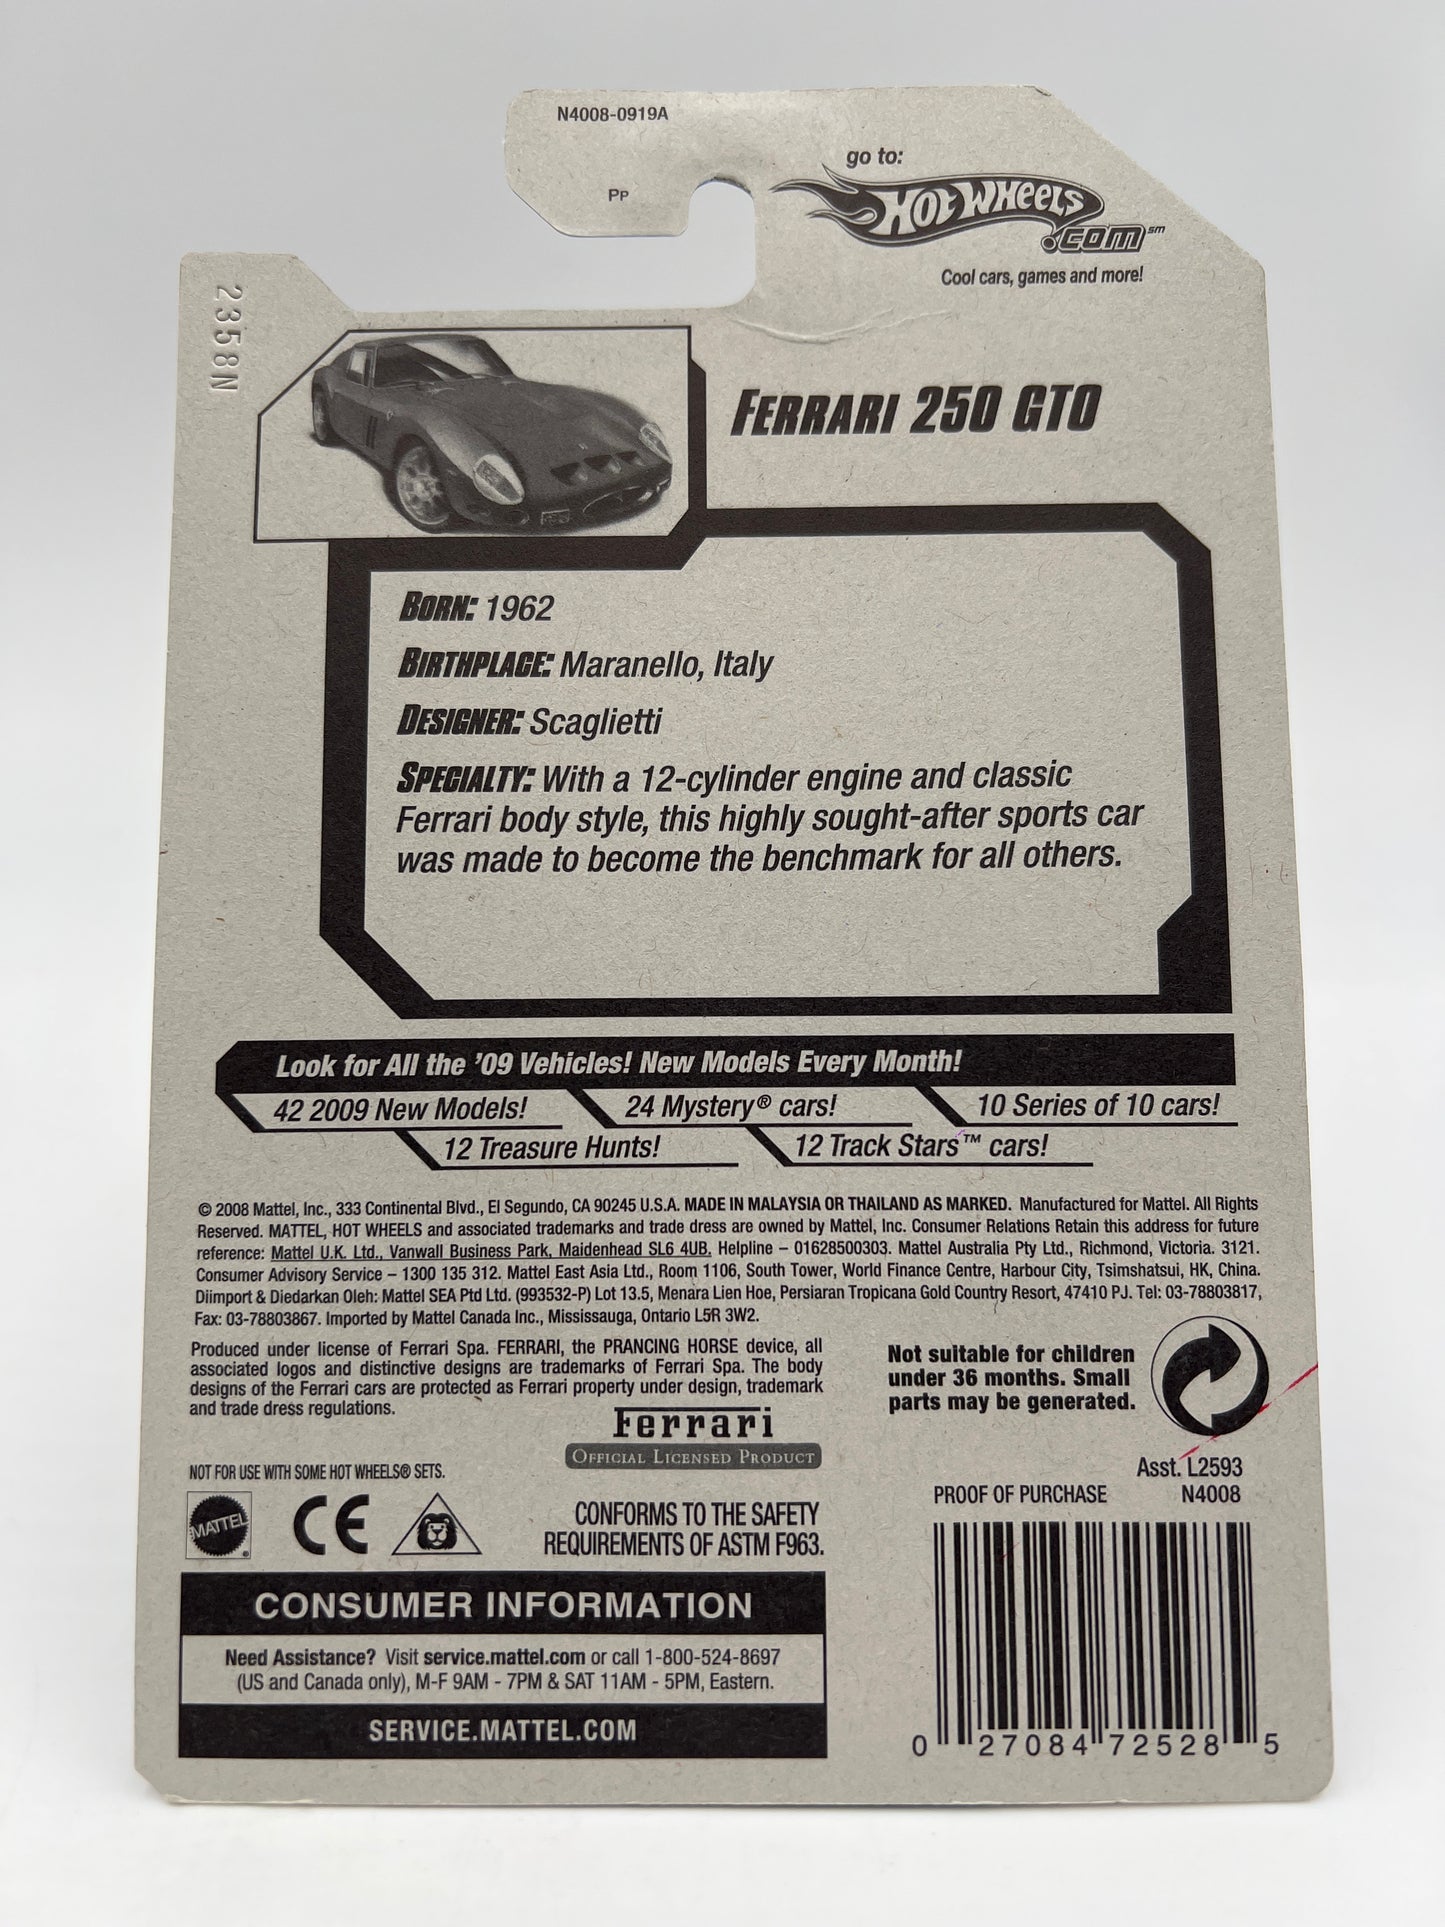 N4008-0919A
go to:
PP
HOT WHEELS
.COM℠
Cool cars, games and more!
2358N
FERRARI 250 GTO
BORN: 1962
BIRTHPLACE: Maranello, Italy
DESIGNER: Scaglietti
SPECIALTY: With a 12-cylinder engine and classic
Ferrari body style, this highly sought-after sports car
was made to become the benchmark for all others.
Look for All the '09 Vehicles! New Models Every Month!
42 2009 New Models! 24 Mystery® cars! 10 Series of 10 cars!
12 Treasure Hunts! 12 Track Stars™ cars!
© 2008 Mattel, Inc., 333 Continental Blvd., El Segundo, CA 90245 U.S.A. MADE IN MALAYSIA OR THAILAND AS MARKED. Manufactured for Mattel. All Rights
Reserved. MATTEL, HOT WHEELS and associated trademarks and trade dress are owned by Mattel, Inc. Consumer Relations Retain this address for future
reference: Mattel U.K. Ltd., Vanwall Business Park, Maidenhead SL6 4UB. Helpline – 01628500303. Mattel Australia Pty Ltd., Richmond, Victoria. 3121.
Consumer Advisory Service – 1300 135 312. Mattel East Asia Ltd., Room 1106, South Tower, World Finance Centre, Harbour City, Tsimshatsui, HK, China.
Diimport & Diedarkan Oleh: Mattel SEA Ptd Ltd. (993532-P) Lot 13.5, Menara Lien Hoe, Persiaran Tropicana Gold Country Resort, 47410 PJ. Tel: 03-78803817,
Fax: 03-78803867. Imported by Mattel Canada Inc., Mississauga, Ontario L5R 3W2.
Produced under license of Ferrari Spa. FERRARI, the PRANCING HORSE device, all
associated logos and distinctive designs are trademarks of Ferrari Spa. The body
designs of the Ferrari cars are protected as Ferrari property under design, trademark
and trade dress regulations.
Ferrari
OFFICIAL LICENSED PRODUCT
Not suitable for children
under 36 months. Small
parts may be generated.
NOT FOR USE WITH SOME HOT WHEELS® SETS.
MATTEL®
CE
CONFORMS TO THE SAFETY
REQUIREMENTS OF ASTM F963.
Asst. L2593
PROOF OF PURCHASE N4008
CONSUMER INFORMATION
Need Assistance? Visit service.mattel.com or call 1-800-524-8697
(US and Canada only), M-F 9AM - 7PM & SAT 11AM - 5PM, Eastern.
SERVICE.MATTEL.COM
0 27084 72528 5